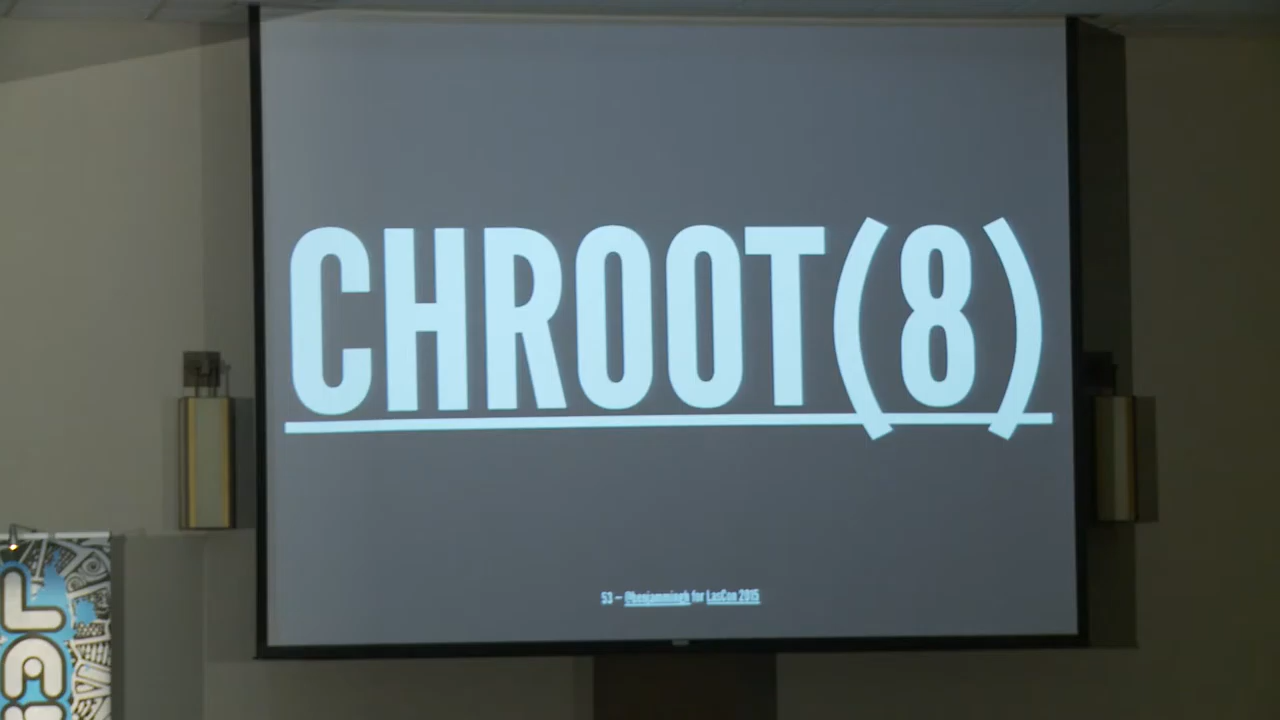 CHROOT(8)
53 — @benjammingh for LasCon 2015